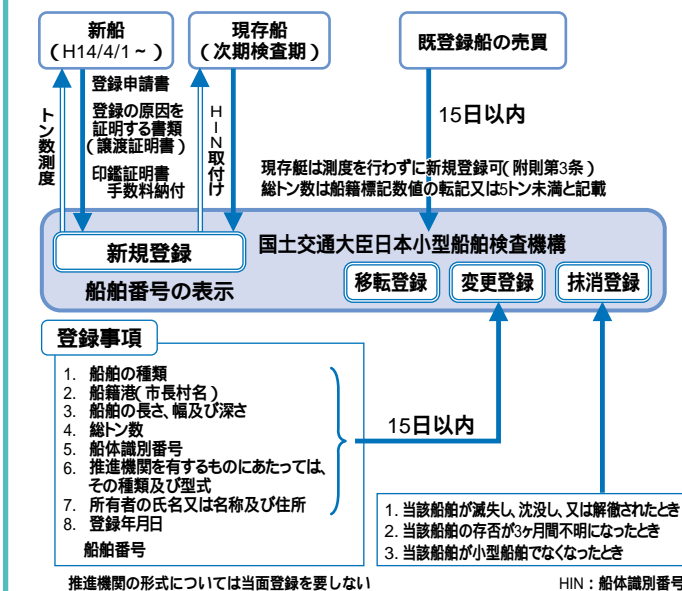 新船
(H14/4/1~)
現存船
(次期検査期)
既登録船の売買
トン数測度
登録申請書
登録の原因を
証明する書類
(譲渡証明書)
印鑑証明書
手数料納付
HIN取付け
15日以内
現存艇は測度を行わずに新規登録可(附則第3条)
総トン数は船籍標記数値の転記又は5トン未満と記載
新規登録
国土交通大臣日本小型船舶検査機構
船舶番号の表示
移転登録
変更登録
抹消登録
登録事項
1. 船舶の種類
2. 船籍港(市長村名)
3. 船舶の長さ、幅及び深さ
4. 総トン数
5. 船体識別番号
6. 推進機関を有するものにあたっては、
その種類及び型式
7. 所有者の氏名又は名称及び住所
8. 登録年月日
船舶番号
15日以内
1. 当該船舶が滅失し、沈没し、又は解撤されたとき
2. 当該船舶の存否が3ヶ月間不明になったとき
3. 当該船舶が小型船舶でなくなったとき
推進機関の形式については当面登録を要しない
HIN:船体識別番号